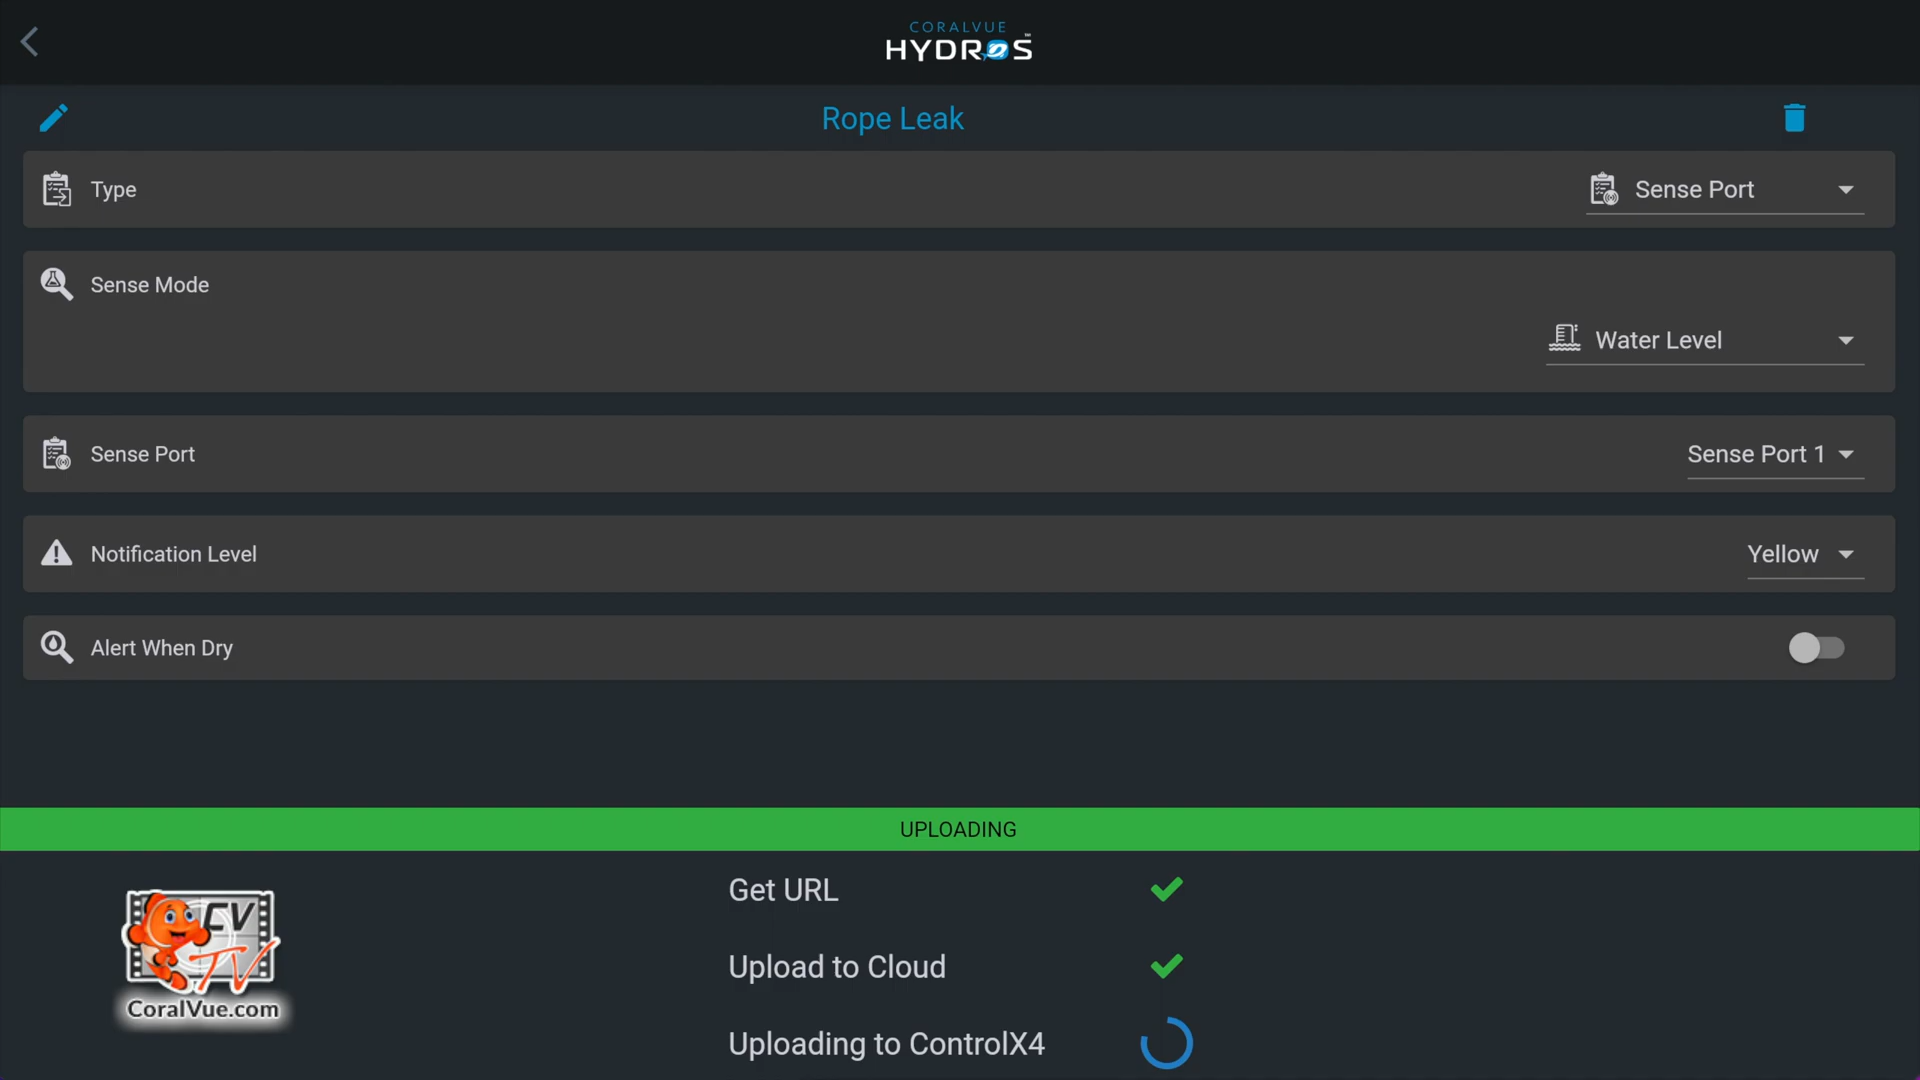 CORALVUE
HYDROS
Rope Leak
Type
Sense Port
Sense Mode
Water Level
Sense Port
Sense Port 1
Notification Level
Yellow
Alert When Dry
UPLOADING
Get URL
Upload to Cloud
Uploading to ControlX4
CV
TV
CoralVue.com